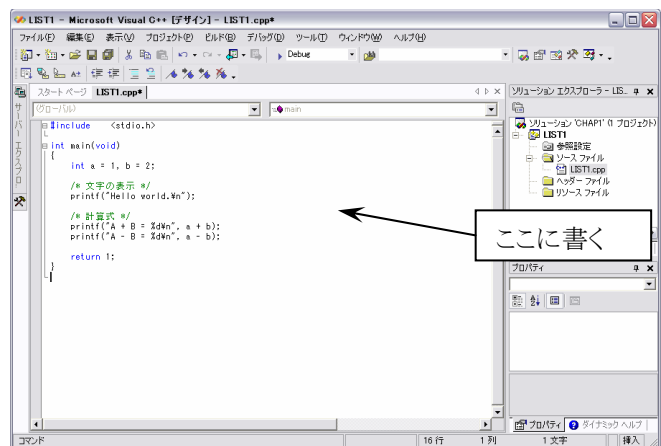 LIST1 - Microsoft Visual C++ [デザイン] - LIST1.cpp*
ファイル(F) 編集(E) 表示(V) プロジェクト(P) ビルド(B) デバッグ(D) ツール(T) ウィンドウ(W) ヘルプ(H)
Debug
スタート ページ LIST1.cpp*
ソリューション エクスプローラ - LIS..
(グローバル)
main
サーバー エクスプロ
#include <stdio.h>
int main(void)
{
int a = 1, b = 2;
/* 文字の表示 */
printf("Hello world.¥n");
/* 計算式 */
printf("A + B = %d¥n", a + b);
printf("A - B = %d¥n", a - b);
return 1;
}
ソリューション 'CHAP1' (1 プロジェクト)
LIST1
参照設定
ソース ファイル
LIST1.cpp
ヘッダー ファイル
リソース ファイル
ここに書く
プロパティ
プロパティ ダイナミック ヘルプ
コマンド 16 行 1 列 1 文字 挿入